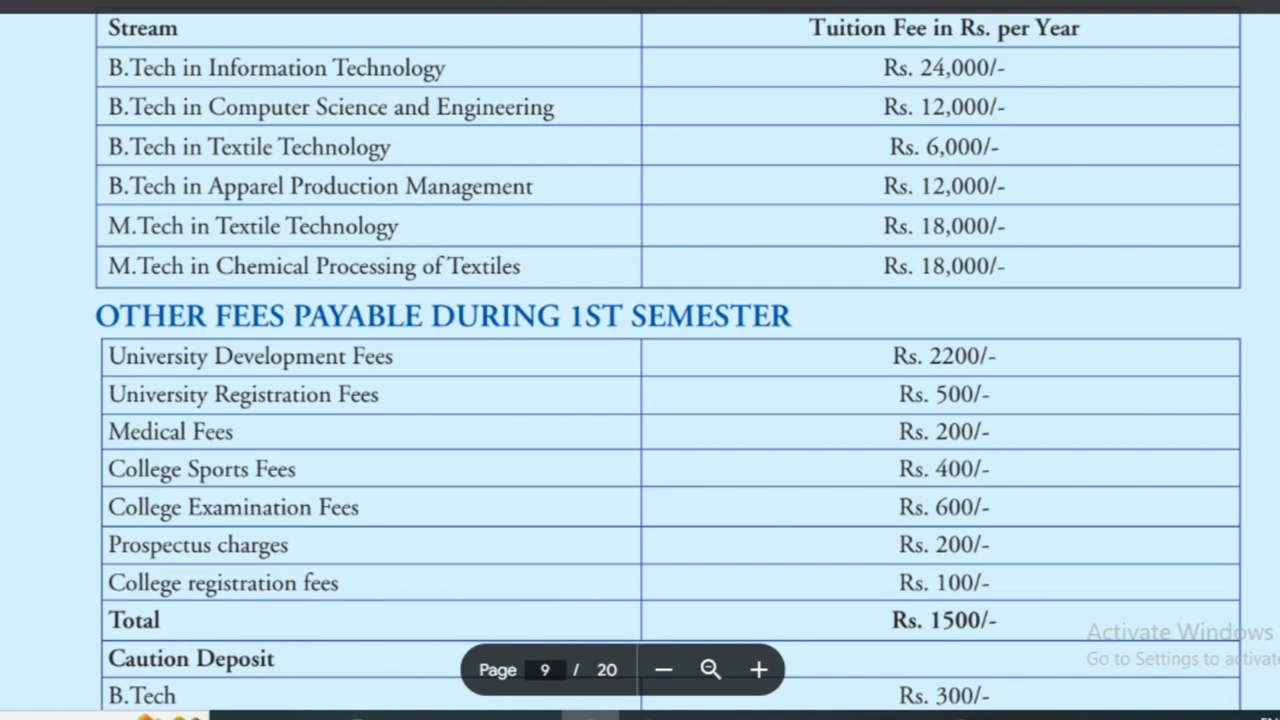 Stream Tuition Fee in Rs. per Year
B.Tech in Information Technology Rs. 24,000/-
B.Tech in Computer Science and Engineering Rs. 12,000/-
B.Tech in Textile Technology Rs. 6,000/-
B.Tech in Apparel Production Management Rs. 12,000/-
M.Tech in Textile Technology Rs. 18,000/-
M.Tech in Chemical Processing of Textiles Rs. 18,000/-
OTHER FEES PAYABLE DURING 1ST SEMESTER
University Development Fees Rs. 2200/-
University Registration Fees Rs. 500/-
Medical Fees Rs. 200/-
College Sports Fees Rs. 400/-
College Examination Fees Rs. 600/-
Prospectus charges Rs. 200/-
College registration fees Rs. 100/-
Total Rs. 1500/-
Activate Windows
Go to Settings to activate
Caution Deposit
Page 9 / 20
B.Tech Rs. 300/-